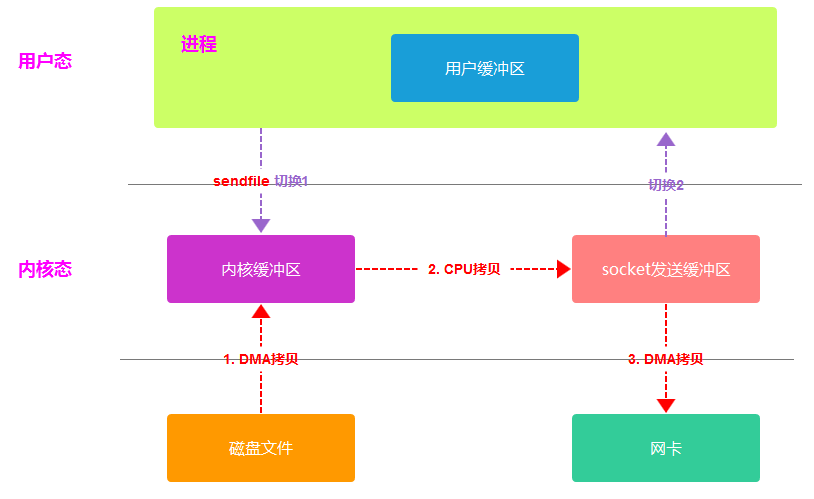 进程
用户态
用户缓冲区
sendfile 切换1
切换2
内核态
内核缓冲区
2. CPU拷贝
socket发送缓冲区
1. DMA拷贝
3. DMA拷贝
磁盘文件
网卡